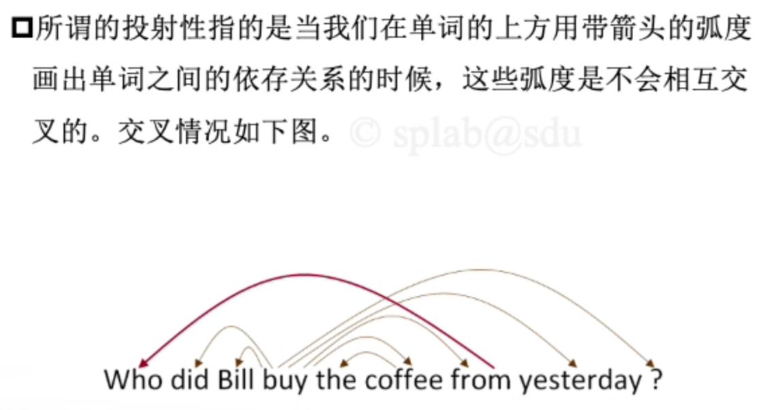 所谓的投射性指的是当我们在单词的上方用带箭头的弧度
画出单词之间的依存关系的时候，这些弧度是不会相互交
叉的。交叉情况如下图。© splab@sdu
Who did Bill buy the coffee from yesterday ?